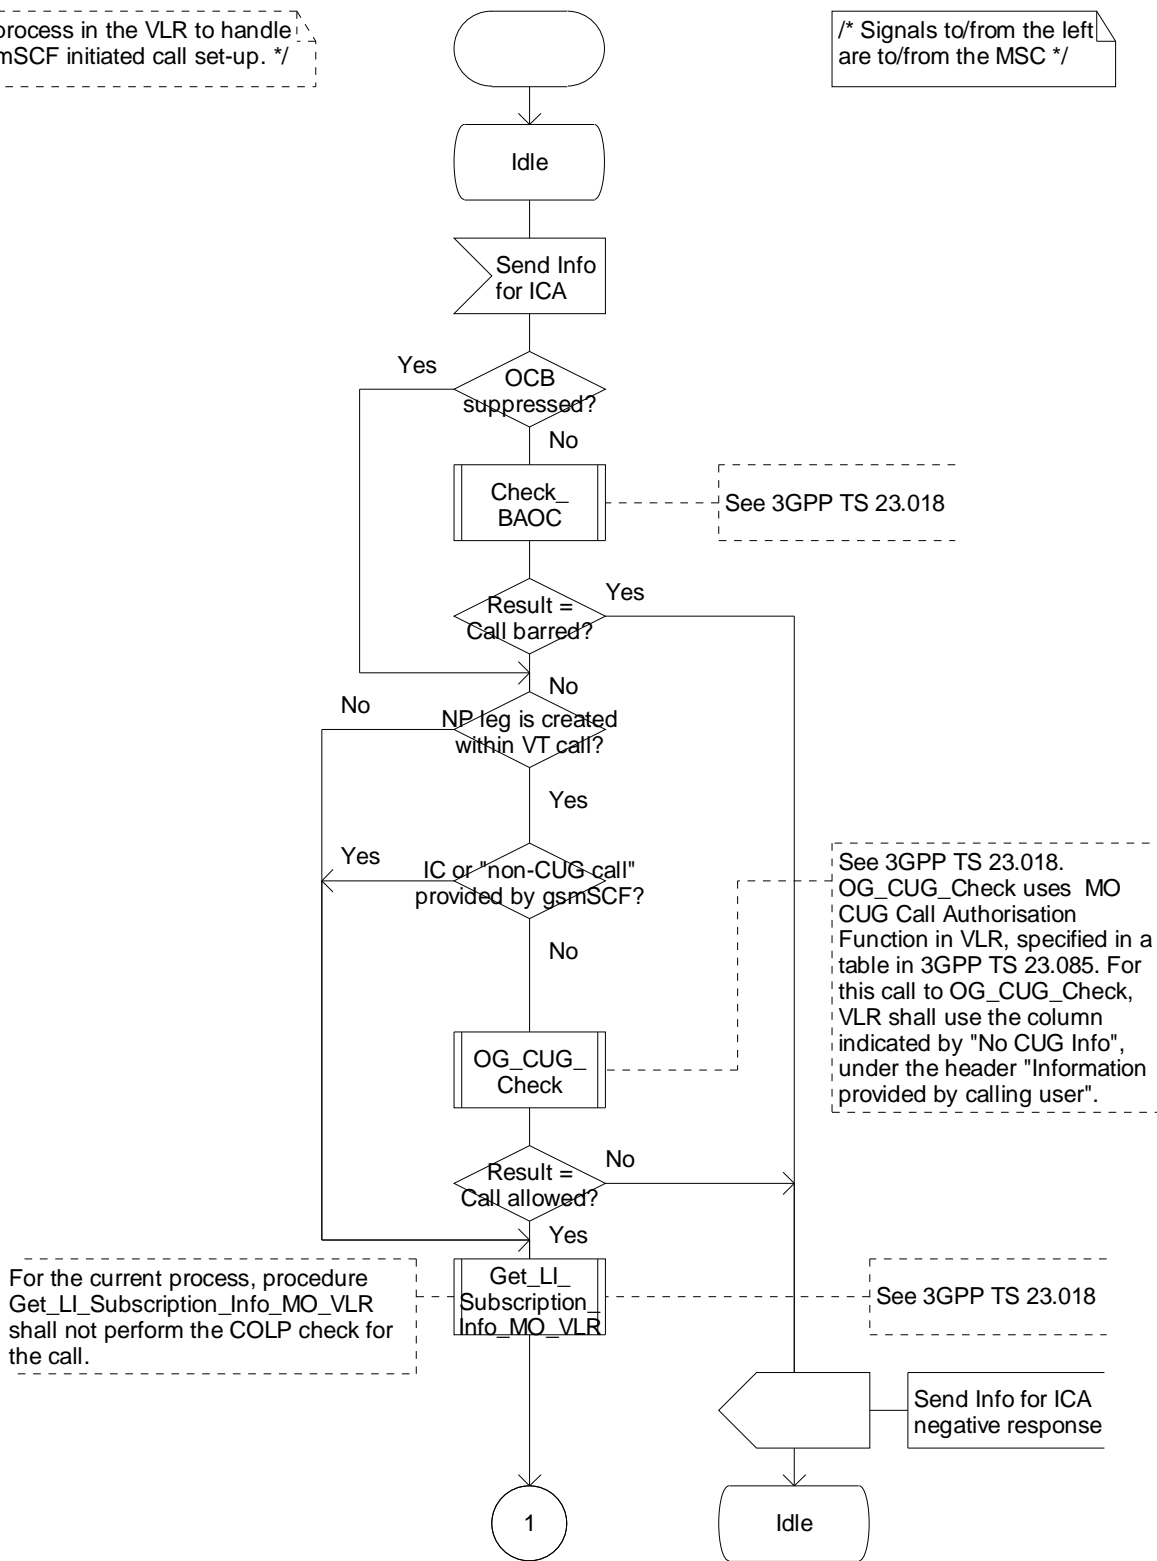 process in the VLR to handle
mSCF initiated call set-up. */
/* Signals to/from the left
are to/from the MSC */
Idle
Send Info
for ICA
Yes
OCB
suppressed?
No
Check_
BAOC
See 3GPP TS 23.018
Result =
Call barred?
Yes
No
No
NP leg is created
within VT call?
Yes
Yes
IC or "non-CUG call"
provided by gsmSCF?
No
See 3GPP TS 23.018.
OG_CUG_Check uses  MO
CUG Call Authorisation
Function in VLR, specified in a
table in 3GPP TS 23.085. For
this call to OG_CUG_Check,
VLR shall use the column
indicated by "No CUG Info",
under the header "Information
provided by calling user".
OG_CUG_
Check
Result =
Call allowed?
No
Yes
For the current process, procedure
Get_LI_Subscription_Info_MO_VLR
shall not perform the COLP check for
the call.
Get_LI_
Subscription_
Info_MO_VLR
See 3GPP TS 23.018
Send Info for ICA
negative response
1
Idle